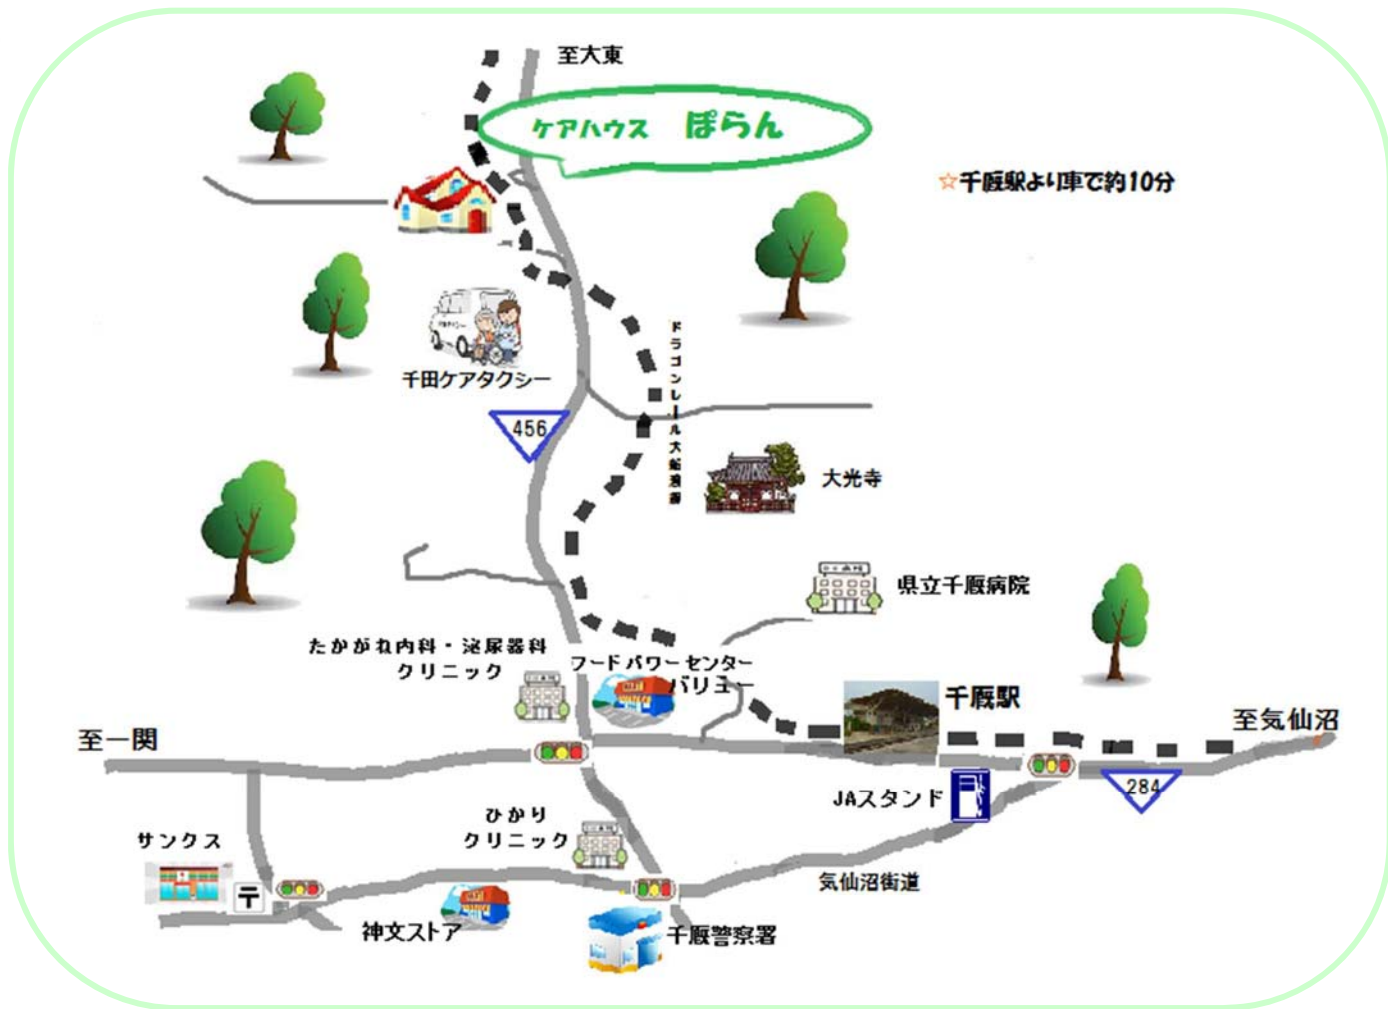 至大東
ケアハウス ぽらん
☆千厩駅より車で約10分
千田ケアタクシー
456
ドラゴンレール大船渡線
大光寺
県立千厩病院
たかがね内科・泌尿器科
クリニック
フードパワーセンター
バリュー
千厩駅
至気仙沼
至一関
284
JAスタンド
ひかり
クリニック
サンクス
〒
気仙沼街道
神文ストア
千厩警察署